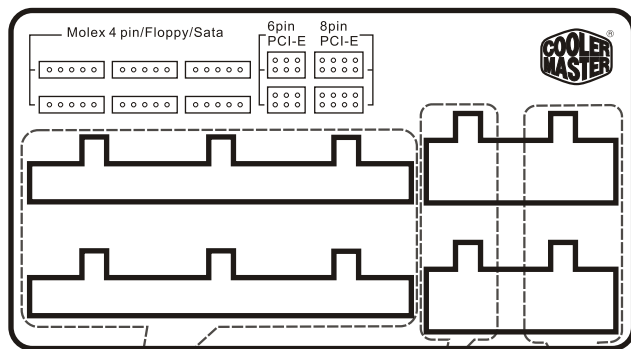 Molex 4 pin/Floppy/Sata
6pin
PCI-E
8pin
PCI-E
COOLER
MASTER
®